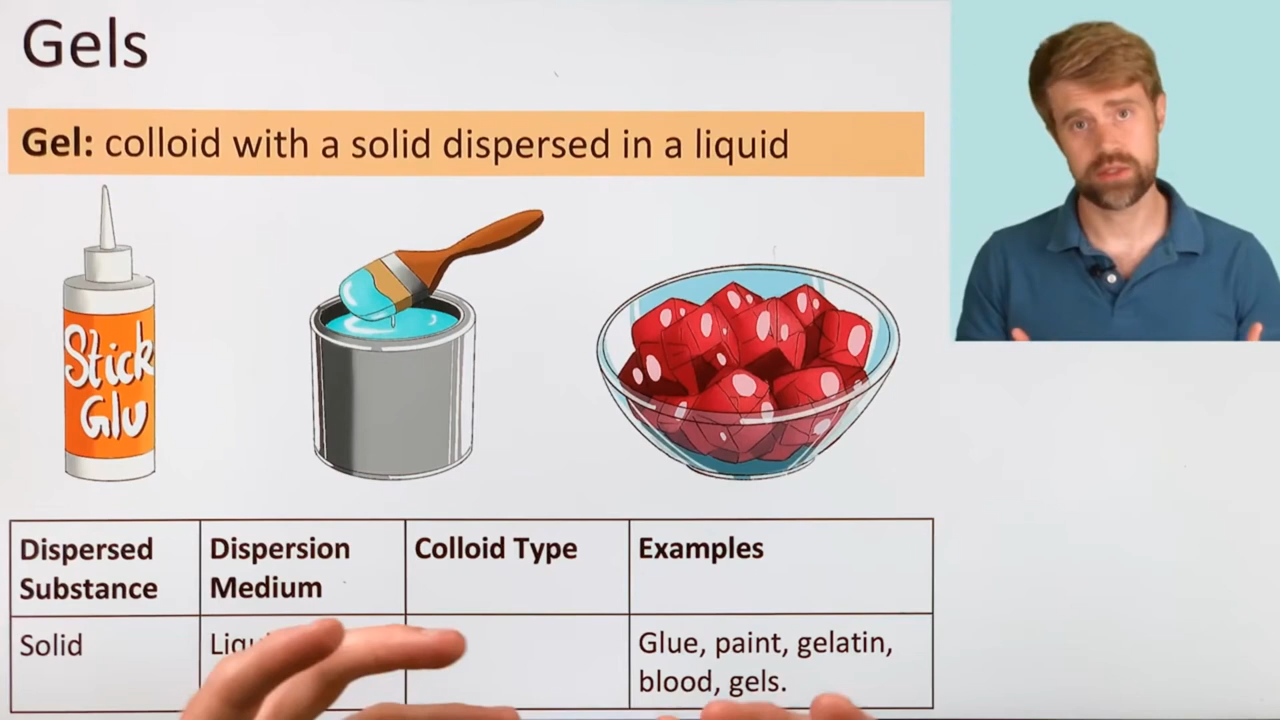 Gels
Gel: colloid with a solid dispersed in a liquid
Stick
Glu
Dispersed
Substance
Dispersion
Medium
Colloid Type
Examples
Solid
Glue, paint, gelatin,
blood, gels.